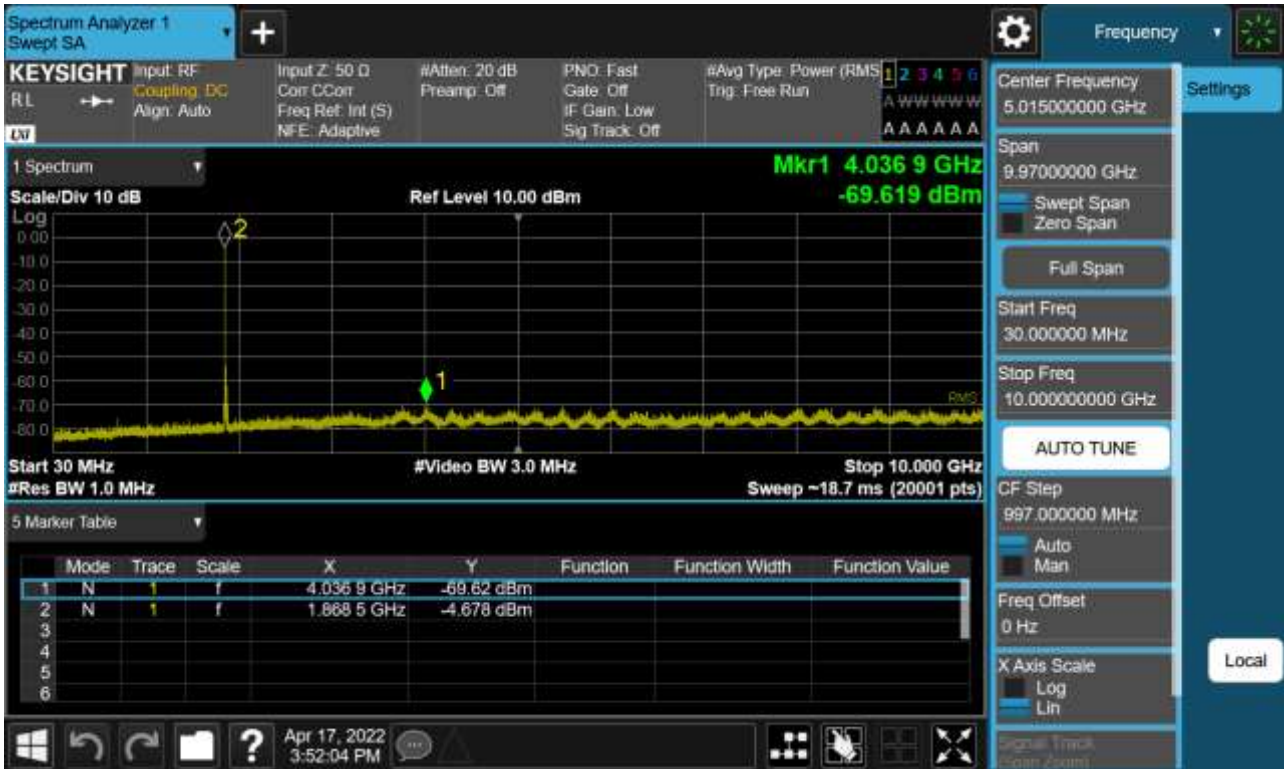 Spectrum Analyzer 1
Swept SA
Frequency
KEYSIGHT
RL
LXI
Input: RF
Coupling: DC
Align: Auto
Input Z: 50 Ω
Corr CCorr
Freq Ref: Int (S)
NFE: Adaptive
#Atten: 20 dB
Preamp: Off
PNO: Fast
Gate: Off
IF Gain: Low
Sig Track: Off
#Avg Type: Power (RMS
Trig: Free Run
1 2 3 4 5 6
A W W W W W
A A A A A A
1 Spectrum
Scale/Div 10 dB
Ref Level 10.00 dBm
Mkr1 4.036 9 GHz
-69.619 dBm
Log
0.00
-10.0
-20.0
-30.0
-40.0
-50.0
-60.0
-70.0
-80.0
2
1
RMS
Start 30 MHz
#Video BW 3.0 MHz
Stop 10.000 GHz
#Res BW 1.0 MHz
Sweep ~18.7 ms (20001 pts)
5 Marker Table
Mode Trace Scale X Y Function Function Width Function Value
1 N 1 f 4.036 9 GHz -69.62 dBm
2 N 1 f 1.868 5 GHz -4.678 dBm
3
4
5
6
Apr 17, 2022
3:52:04 PM
Center Frequency
5.015000000 GHz
Settings
Span
9.97000000 GHz
Swept Span
Zero Span
Full Span
Start Freq
30.000000 MHz
Stop Freq
10.000000000 GHz
AUTO TUNE
CF Step
997.000000 MHz
Auto
Man
Freq Offset
0 Hz
X Axis Scale
Log
Lin
Local
Signal Track
(Span Zoom)